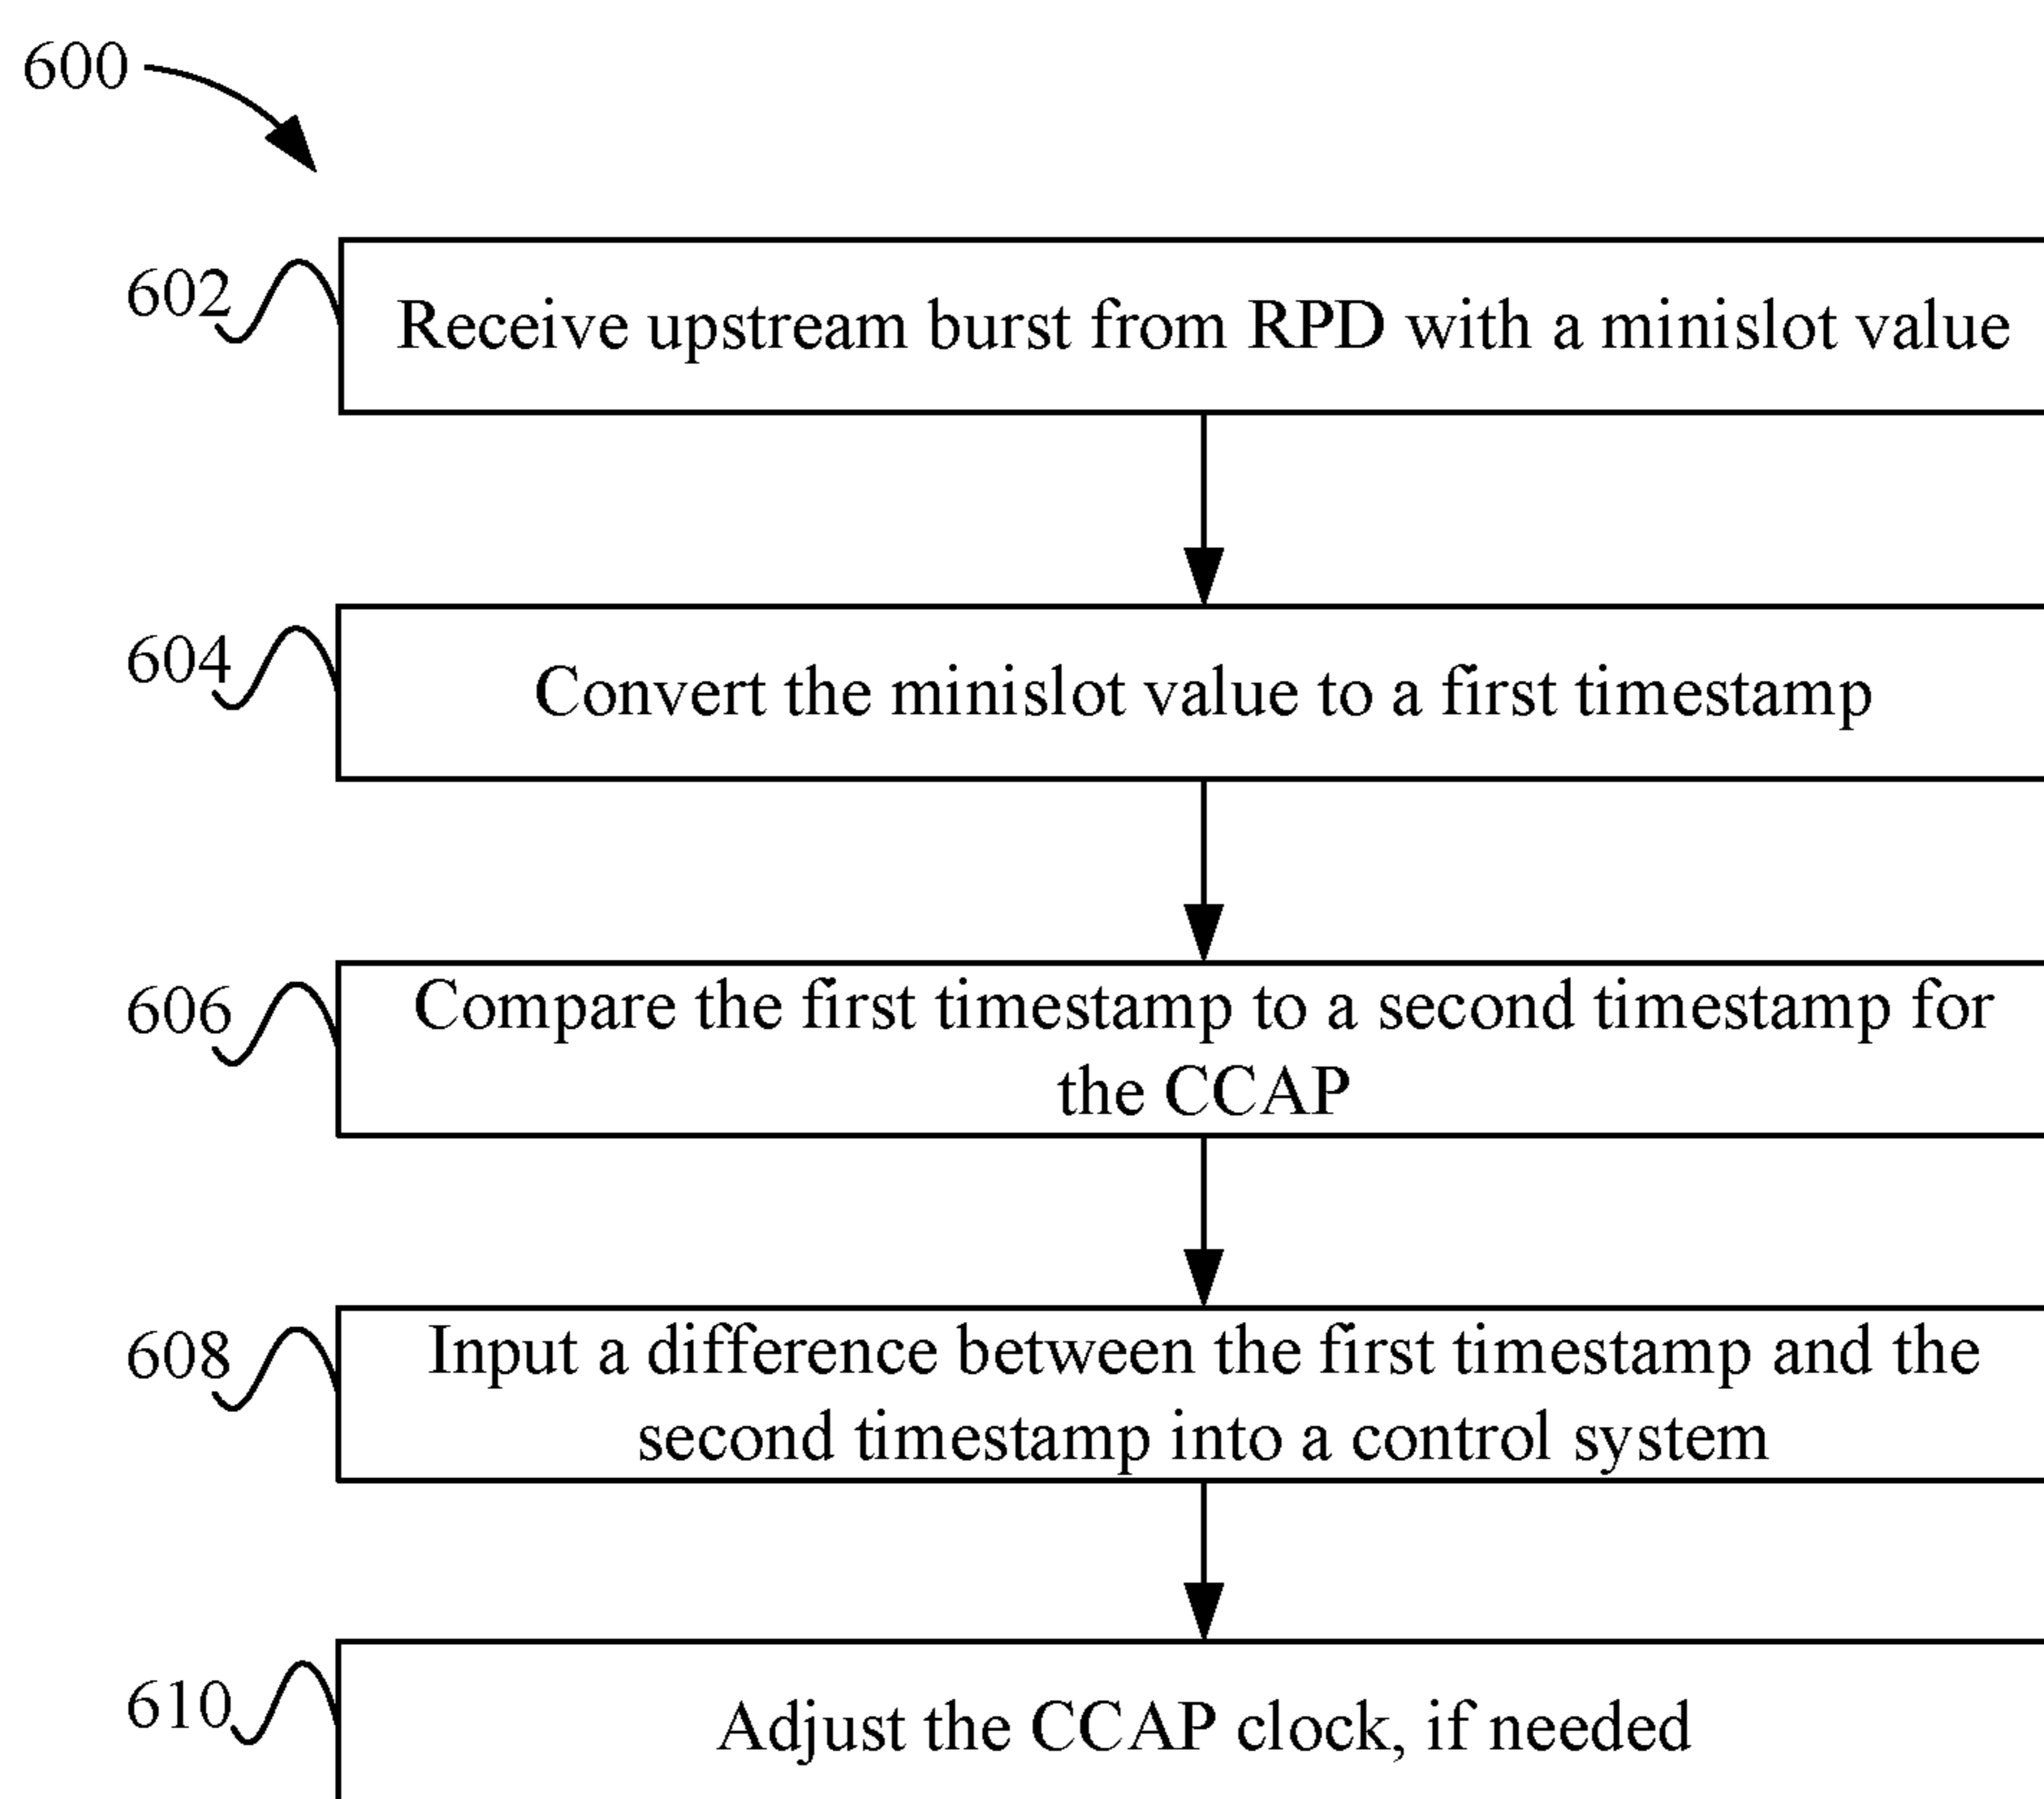 600
602
Receive upstream burst from RPD with a minislot value
604
Convert the minislot value to a first timestamp
606
Compare the first timestamp to a second timestamp for
the CCAP
608
Input a difference between the first timestamp and the
second timestamp into a control system
610
Adjust the CCAP clock, if needed